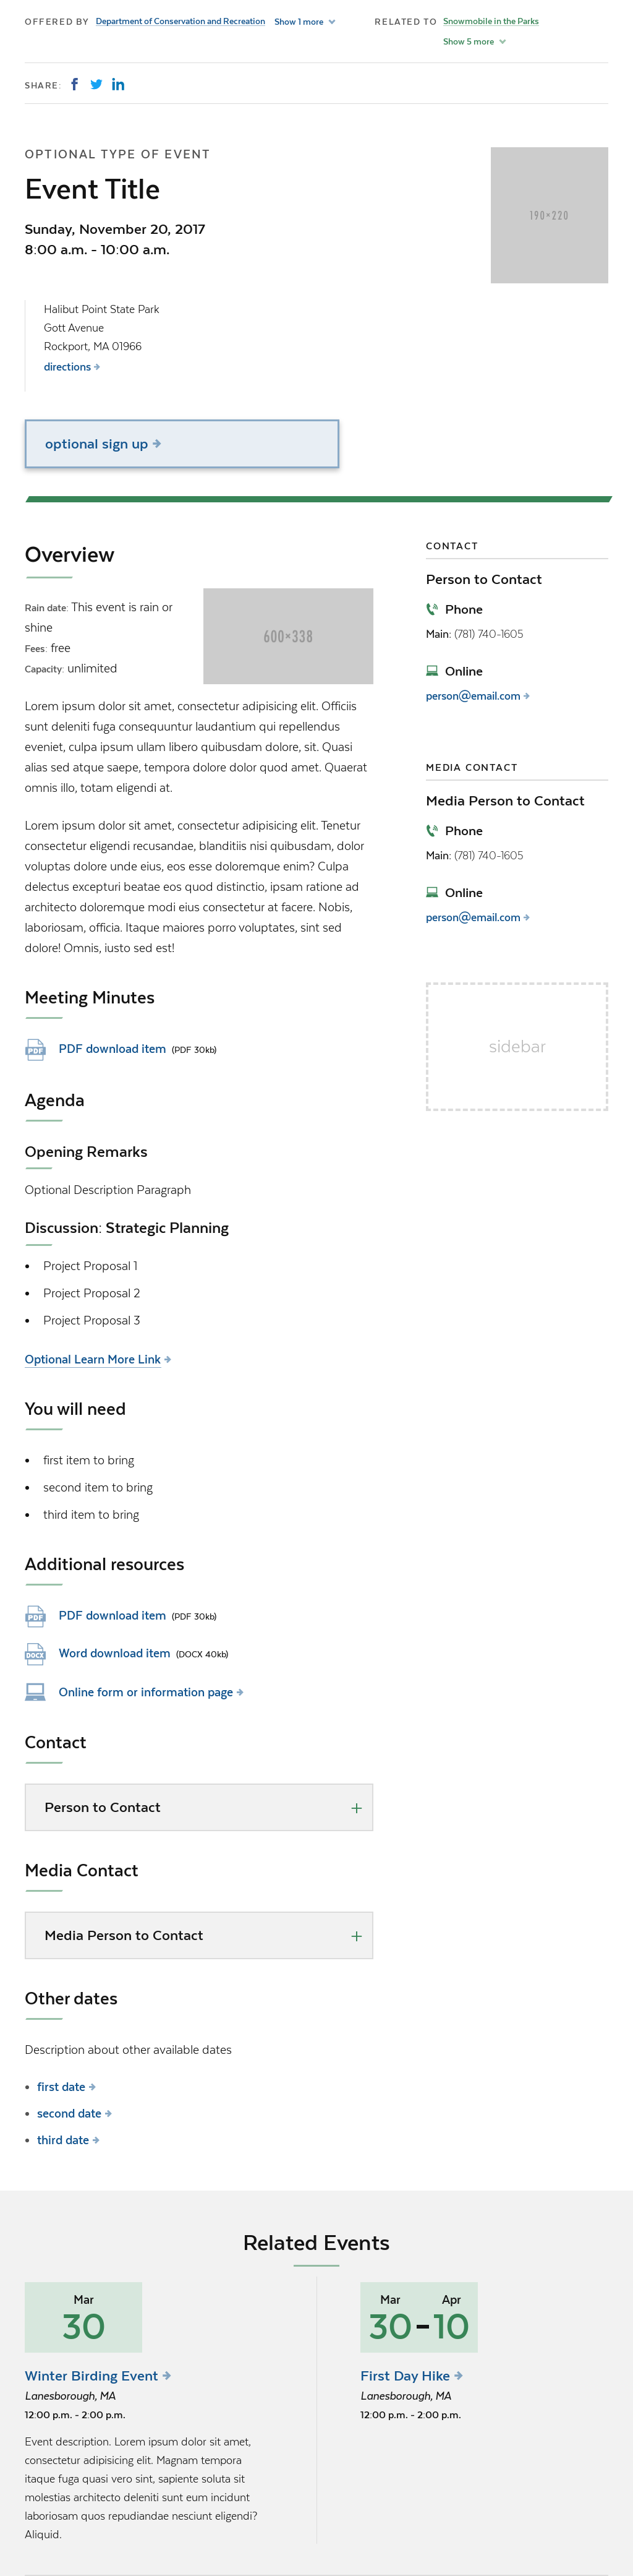 OFFERED BY Department of Conservation and Recreation Show 1 more
RELATED TO Snowmobile in the Parks
Show 5 more
SHARE:
OPTIONAL TYPE OF EVENT
Event Title
Sunday, November 20, 2017
8:00 a.m. - 10:00 a.m.
190×220
Halibut Point State Park
Gott Avenue
Rockport, MA 01966
directions
optional sign up
Overview
Rain date: This event is rain or
shine
Fees: free
Capacity: unlimited
600×338
Lorem ipsum dolor sit amet, consectetur adipisicing elit. Officiis
sunt deleniti fuga consequuntur laudantium qui repellendus
eveniet, culpa ipsum ullam libero quibusdam dolore, sit. Quasi
alias sed atque saepe, tempora dolore dolor quod amet. Quaerat
omnis illo, totam eligendi at.
Lorem ipsum dolor sit amet, consectetur adipisicing elit. Tenetur
consectetur eligendi recusandae, blanditiis nisi quibusdam, dolor
voluptas dolore unde eius, eos esse doloremque enim? Culpa
delectus excepturi beatae eos quod distinctio, ipsam ratione ad
architecto doloremque modi eius consectetur at facere. Nobis,
laboriosam, officia. Itaque maiores porro voluptates, sint sed
dolore! Omnis, iusto sed est!
Meeting Minutes
PDF PDF download item (PDF 30kb)
Agenda
Opening Remarks
Optional Description Paragraph
Discussion: Strategic Planning
• Project Proposal 1
• Project Proposal 2
• Project Proposal 3
Optional Learn More Link
You will need
• first item to bring
• second item to bring
• third item to bring
Additional resources
PDF PDF download item (PDF 30kb)
DOCX Word download item (DOCX 40kb)
Online form or information page
Contact
Person to Contact
Media Contact
Media Person to Contact
Other dates
Description about other available dates
• first date
• second date
• third date
CONTACT
Person to Contact
Phone
Main: (781) 740-1605
Online
person@email.com
MEDIA CONTACT
Media Person to Contact
Phone
Main: (781) 740-1605
Online
person@email.com
sidebar
Related Events
Mar
30
Winter Birding Event
Lanesborough, MA
12:00 p.m. - 2:00 p.m.
Event description. Lorem ipsum dolor sit amet,
consectetur adipisicing elit. Magnam tempora
itaque fuga quasi vero sint, sapiente soluta sit
molestias architecto deleniti sunt eum incidunt
laboriosam quos repudiandae nesciunt eligendi?
Aliquid.
Mar Apr
30-10
First Day Hike
Lanesborough, MA
12:00 p.m. - 2:00 p.m.